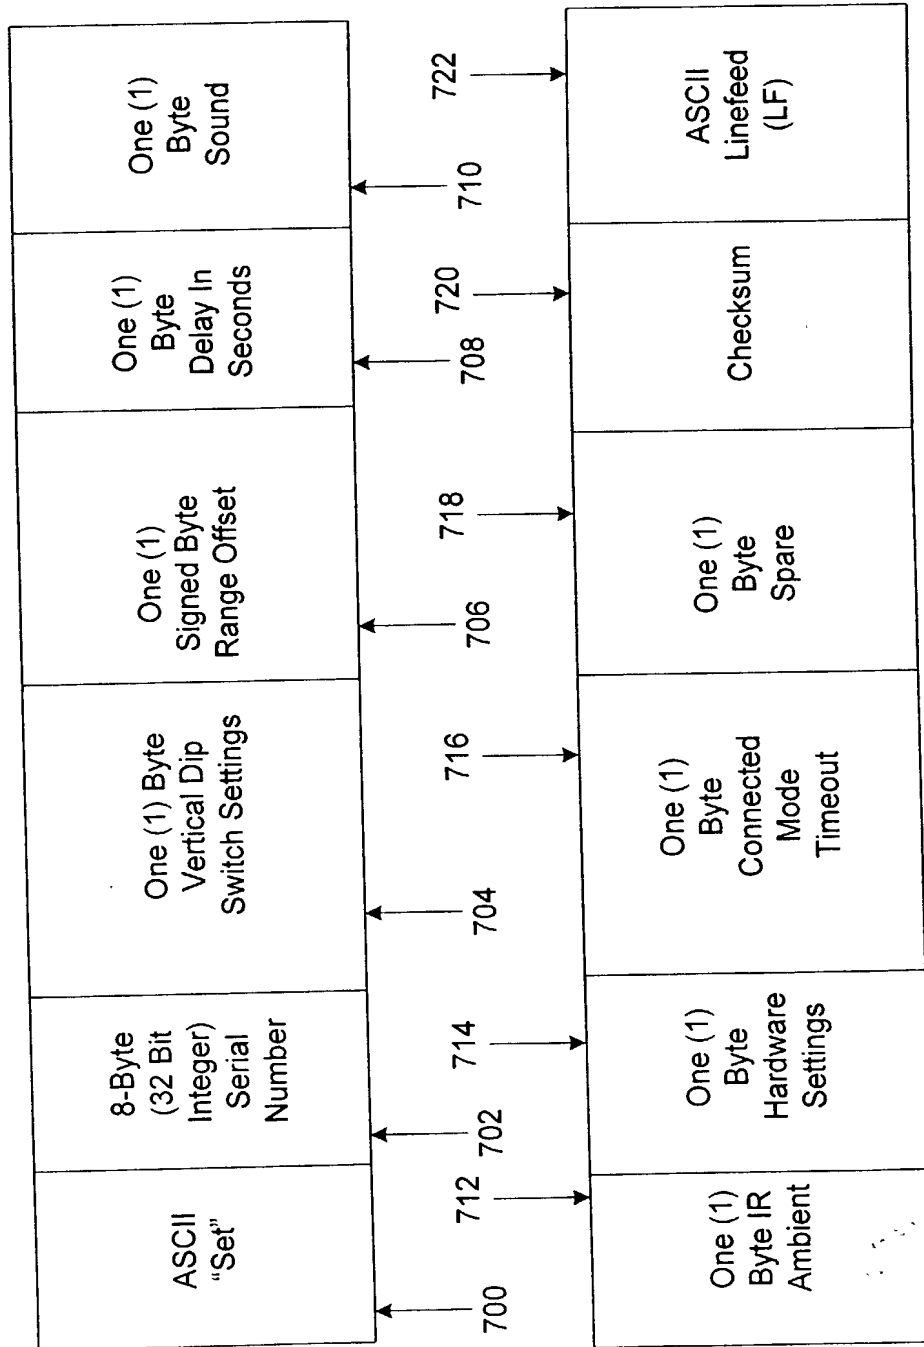 ASCII
“Set”
8-Byte
(32 Bit
Integer)
Serial
Number
One (1) Byte
Vertical Dip
Switch Settings
One (1)
Signed Byte
Range Offset
One (1)
Byte
Delay In
Seconds
One (1)
Byte
Sound
700
702
704
706
708
710
712
714
716
718
720
722
One (1)
Byte IR
Ambient
One (1)
Byte
Hardware
Settings
One (1)
Byte
Connected
Mode
Timeout
One (1)
Byte
Spare
Checksum
ASCII
Linefeed
(LF)